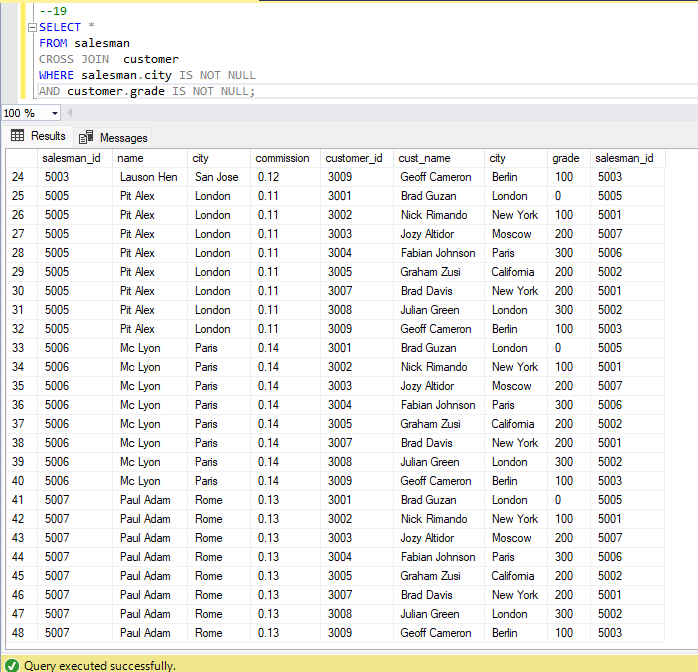 --19
SELECT *
FROM salesman
CROSS JOIN  customer
WHERE salesman.city IS NOT NULL
AND customer.grade IS NOT NULL;
100 %
Results Messages
salesman_id name city commission customer_id cust_name city grade salesman_id
24 5003 Lauson Hen San Jose 0.12 3009 Geoff Cameron Berlin 100 5003
25 5005 Pit Alex London 0.11 3001 Brad Guzan London 0 5005
26 5005 Pit Alex London 0.11 3002 Nick Rimando New York 100 5001
27 5005 Pit Alex London 0.11 3003 Jozy Altidor Moscow 200 5007
28 5005 Pit Alex London 0.11 3004 Fabian Johnson Paris 300 5006
29 5005 Pit Alex London 0.11 3005 Graham Zusi California 200 5002
30 5005 Pit Alex London 0.11 3007 Brad Davis New York 200 5001
31 5005 Pit Alex London 0.11 3008 Julian Green London 300 5002
32 5005 Pit Alex London 0.11 3009 Geoff Cameron Berlin 100 5003
33 5006 Mc Lyon Paris 0.14 3001 Brad Guzan London 0 5005
34 5006 Mc Lyon Paris 0.14 3002 Nick Rimando New York 100 5001
35 5006 Mc Lyon Paris 0.14 3003 Jozy Altidor Moscow 200 5007
36 5006 Mc Lyon Paris 0.14 3004 Fabian Johnson Paris 300 5006
37 5006 Mc Lyon Paris 0.14 3005 Graham Zusi California 200 5002
38 5006 Mc Lyon Paris 0.14 3007 Brad Davis New York 200 5001
39 5006 Mc Lyon Paris 0.14 3008 Julian Green London 300 5002
40 5006 Mc Lyon Paris 0.14 3009 Geoff Cameron Berlin 100 5003
41 5007 Paul Adam Rome 0.13 3001 Brad Guzan London 0 5005
42 5007 Paul Adam Rome 0.13 3002 Nick Rimando New York 100 5001
43 5007 Paul Adam Rome 0.13 3003 Jozy Altidor Moscow 200 5007
44 5007 Paul Adam Rome 0.13 3004 Fabian Johnson Paris 300 5006
45 5007 Paul Adam Rome 0.13 3005 Graham Zusi California 200 5002
46 5007 Paul Adam Rome 0.13 3007 Brad Davis New York 200 5001
47 5007 Paul Adam Rome 0.13 3008 Julian Green London 300 5002
48 5007 Paul Adam Rome 0.13 3009 Geoff Cameron Berlin 100 5003
Query executed successfully.